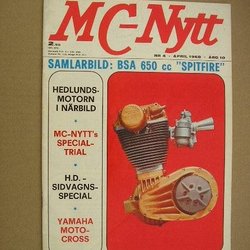 MC-Nytt
NR 4 - APRIL 1968 - ÅRG 10
SAMLARBILD: BSA 650 cc "SPITFIRE"
HEDLUNDS-
MOTORN
I NÄRBILD
MC-NYTT's
SPECIAL-
TRIAL
H.D. -
SIDVAGNS-
SPECIAL
YAMAHA
MOTO-
CROSS